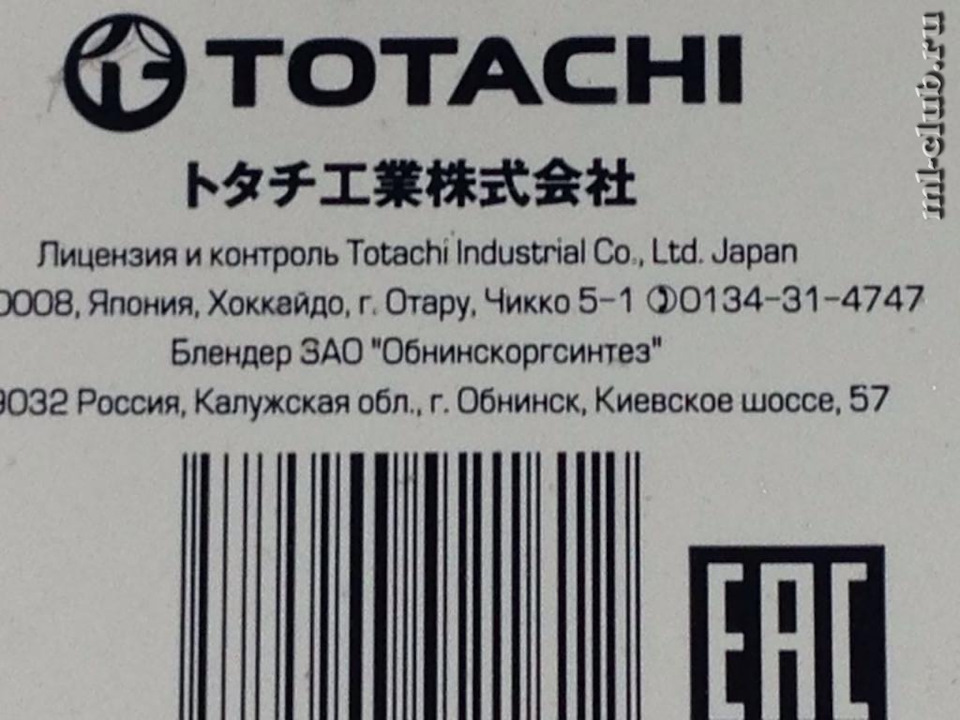 TOTACHI
トタチ工業株式会社
Лицензия и контроль Totachi Industrial Co., Ltd. Japan
0008, Япония, Хоккайдо, г. Отару, Чикко 5-1 ✆0134-31-4747
Блендер ЗАО "Обнинскоргсинтез"
9032 Россия, Калужская обл., г. Обнинск, Киевское шоссе, 57
EAC
ml-club.ru